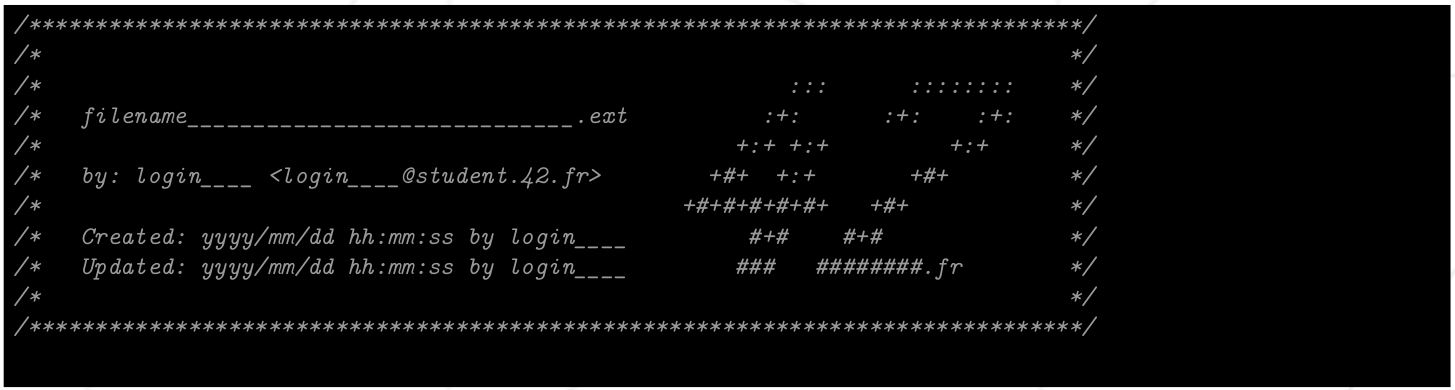 /********************************************************************************/
/*                                                                              */
/*                                                         :::      ::::::::    */
/*   filename_____________________________.ext          :+:      :+:    :+:    */
/*                                                     +:+ +:+         +:+      */
/*   by: login____ <login____@student.42.fr>        +#+  +:+       +#+         */
/*                                                 +#+#+#+#+#+   +#+            */
/*   Created: yyyy/mm/dd hh:mm:ss by login____         #+#    #+#              */
/*   Updated: yyyy/mm/dd hh:mm:ss by login____        ###   ########.fr        */
/*                                                                              */
/********************************************************************************/